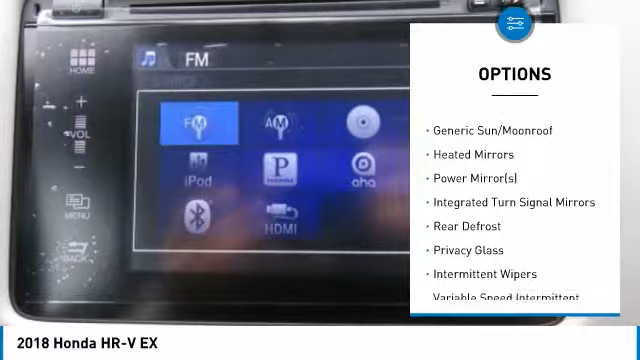 HOME
+
VOL
−
MENU
BACK
FM
FM
AM
iPod
P
PANDORA
aha
HDMI
OPTIONS
· Generic Sun/Moonroof
· Heated Mirrors
· Power Mirror(s)
· Integrated Turn Signal Mirrors
· Rear Defrost
· Privacy Glass
· Intermittent Wipers
Variable Speed Intermittent
2018 Honda HR-V EX